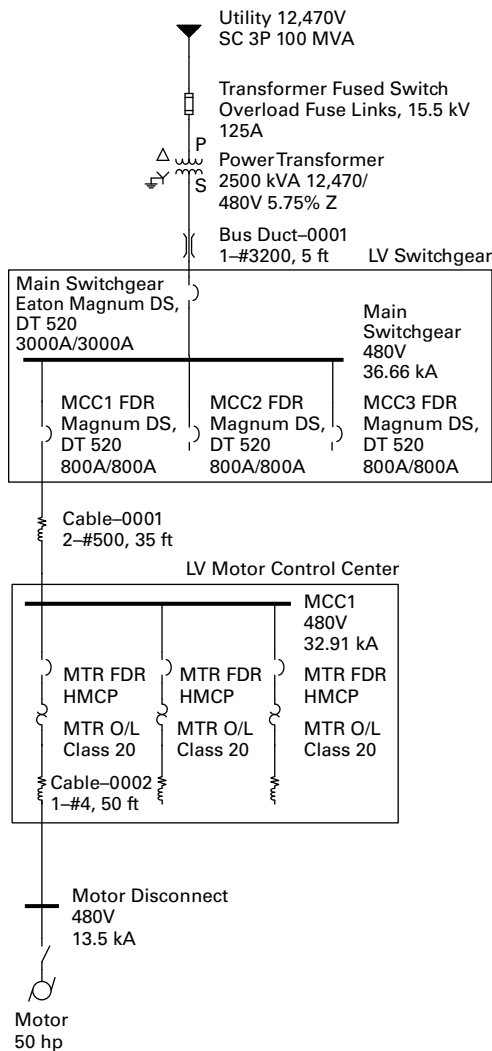 Utility 12,470V
SC 3P 100 MVA
Transformer Fused Switch
Overload Fuse Links, 15.5 kV
125A
P
S
Power Transformer
2500 kVA 12,470/
480V 5.75% Z
Bus Duct–0001
1–#3200, 5 ft
LV Switchgear
Main Switchgear
Eaton Magnum DS,
DT 520
3000A/3000A
Main
Switchgear
480V
36.66 kA
MCC1 FDR
Magnum DS,
DT 520
800A/800A
MCC2 FDR
Magnum DS,
DT 520
800A/800A
MCC3 FDR
Magnum DS,
DT 520
800A/800A
Cable–0001
2–#500, 35 ft
LV Motor Control Center
MCC1
480V
32.91 kA
MTR FDR
HMCP
MTR O/L
Class 20
MTR FDR
HMCP
MTR O/L
Class 20
MTR FDR
HMCP
MTR O/L
Class 20
Cable–0002
1–#4, 50 ft
Motor Disconnect
480V
13.5 kA
Motor
50 hp